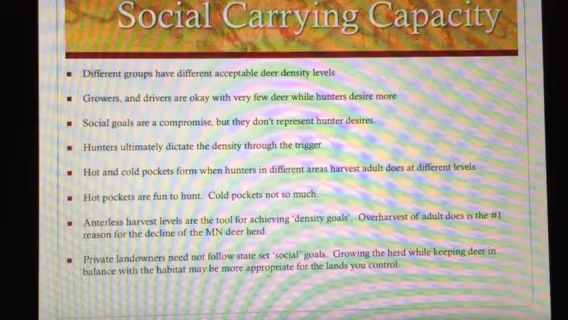 Social Carrying Capacity
Different groups have different acceptable deer density levels
Growers, and drivers are okay with very few deer while hunters desire more
Social goals are a compromise, but they don't represent hunter desires.
Hunters ultimately dictate the density through the trigger
Hot and cold pockets form when hunters in different areas harvest adult does at different levels
Hot pockets are fun to hunt. Cold pockets not so much.
Anterless harvest levels are the tool for achieving 'density goals'. Overharvest of adult does is the #1
reason for the decline of the MN deer herd
Private landowners need not follow state set 'social' goals. Growing the herd while keeping deer in
balance with the habitat may be more appropriate for the lands you control.